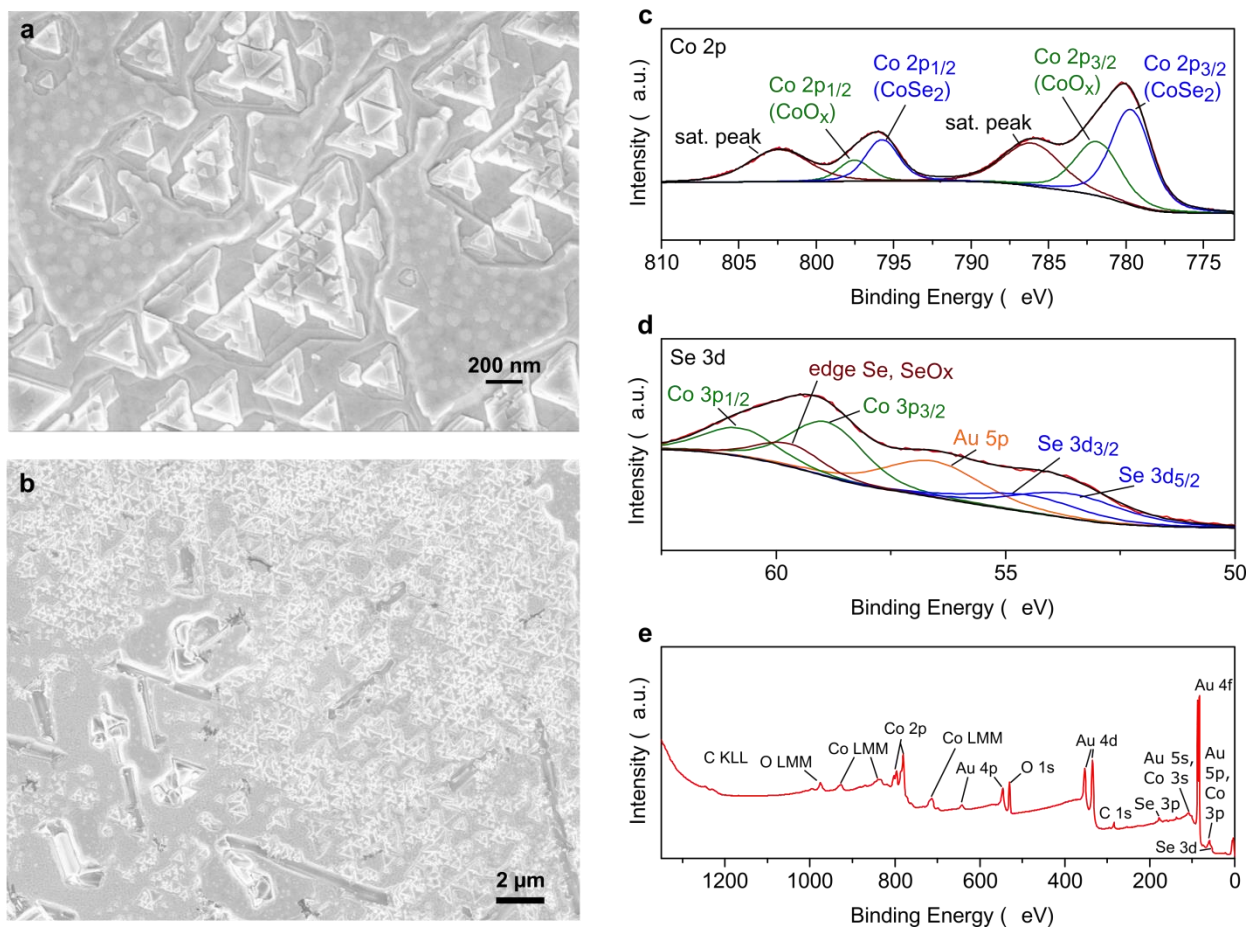 a
200 nm
b
2 µm
c
Co 2p
Co 2p1/2
(CoOx)
Co 2p1/2
(CoSe2)
Co 2p3/2
(CoOx)
Co 2p3/2
(CoSe2)
sat. peak
sat. peak
Intensity ( a.u.)
810 805 800 795 790 785 780 775
Binding Energy ( eV)
d
Se 3d
edge Se, SeOx
Co 3p1/2
Co 3p3/2
Au 5p
Se 3d3/2
Se 3d5/2
Intensity ( a.u.)
60 55 50
Binding Energy ( eV)
e
C KLL
O LMM
Co LMM
Co 2p
Co LMM
Au 4p
O 1s
Au 4d
C 1s
Se 3p
Au 5s,
Co 3s
Au 4f
Au
5p,
Co
3p
Se 3d
Intensity ( a.u.)
1200 1000 800 600 400 200 0
Binding Energy ( eV)